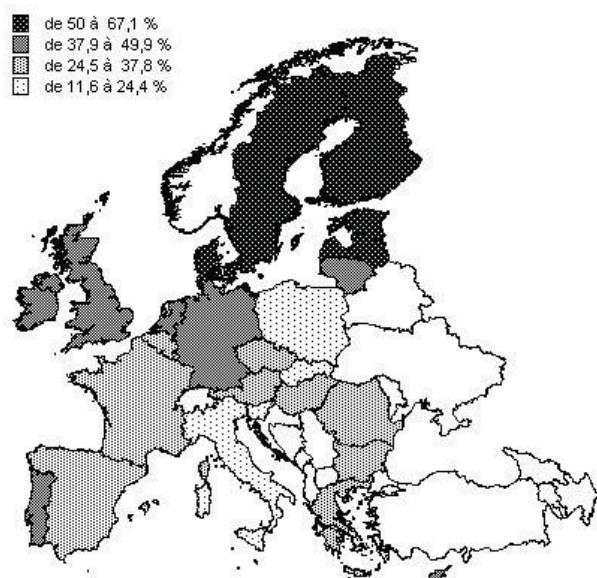 de 50 à 67,1 %
de 37,9 à 49,9 %
de 24,5 à 37,8 %
de 11,6 à 24,4 %